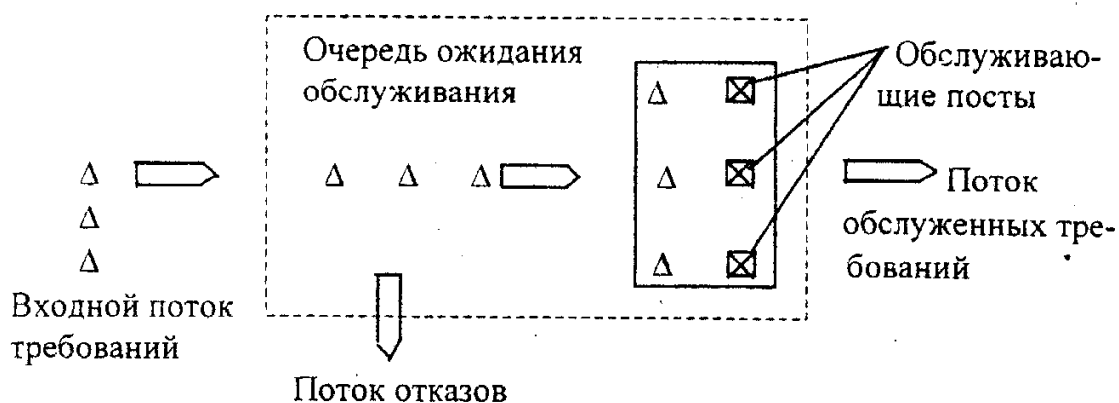 Очередь ожидания
обслуживания
Обслуживаю-
щие посты
Поток
обслуженных тре-
бований
Входной поток
требований
Поток отказов